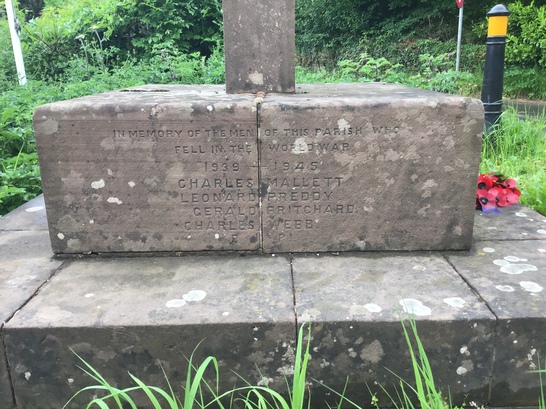 IN MEMORY OF THE MEN OF THIS PARISH WHO
FELL IN THE WORLD WAR
1939 1945
CHARLES MALLETT
LEONARD PREDDY
GERALD PRITCHARD
CHARLES WEBB